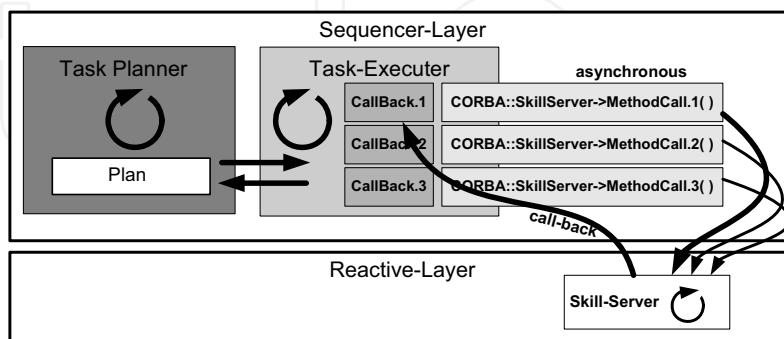 Sequencer-Layer
Task Planner
Task-Executer
asynchronous
CallBack.1
CORBA::SkillServer->MethodCall.1( )
CallBack.2
CORBA::SkillServer->MethodCall.2( )
Plan
CallBack.3
CORBA::SkillServer->MethodCall.3( )
call-back
Reactive-Layer
Skill-Server